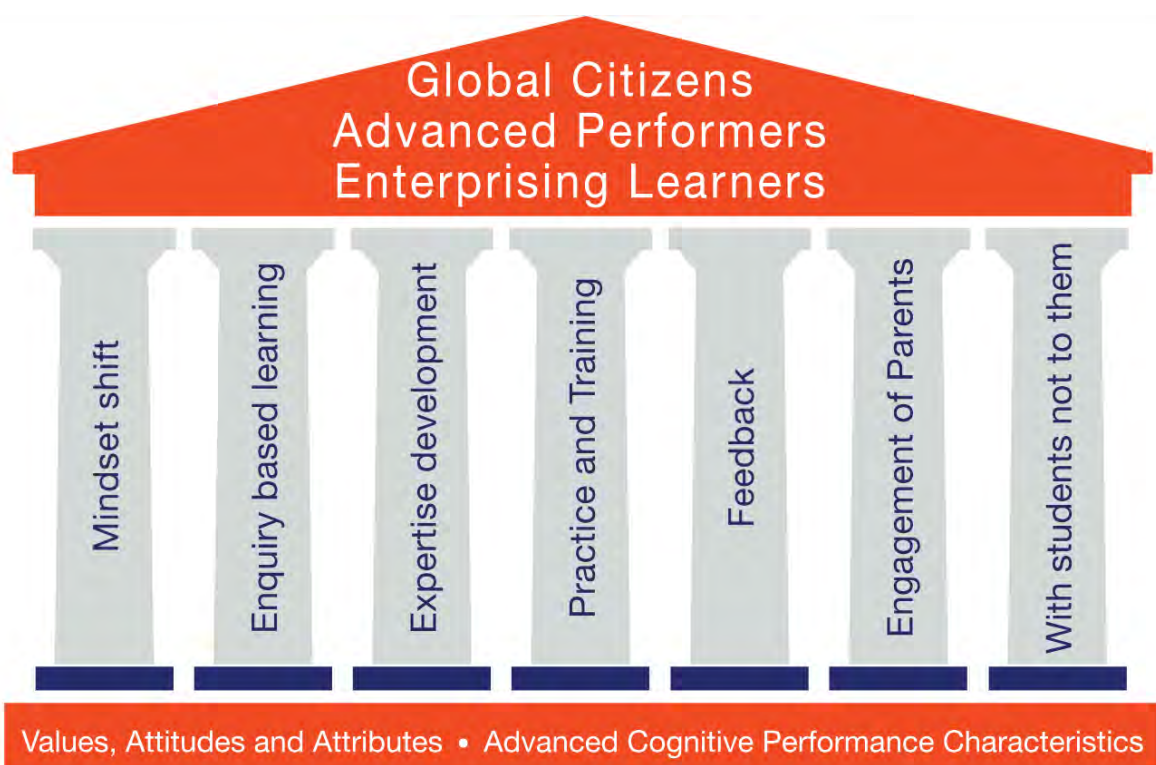 Global Citizens
Advanced Performers
Enterprising Learners
Mindset shift
Enquiry based learning
Expertise development
Practice and Training
Feedback
Engagement of Parents
With students not to them
Values, Attitudes and Attributes • Advanced Cognitive Performance Characteristics